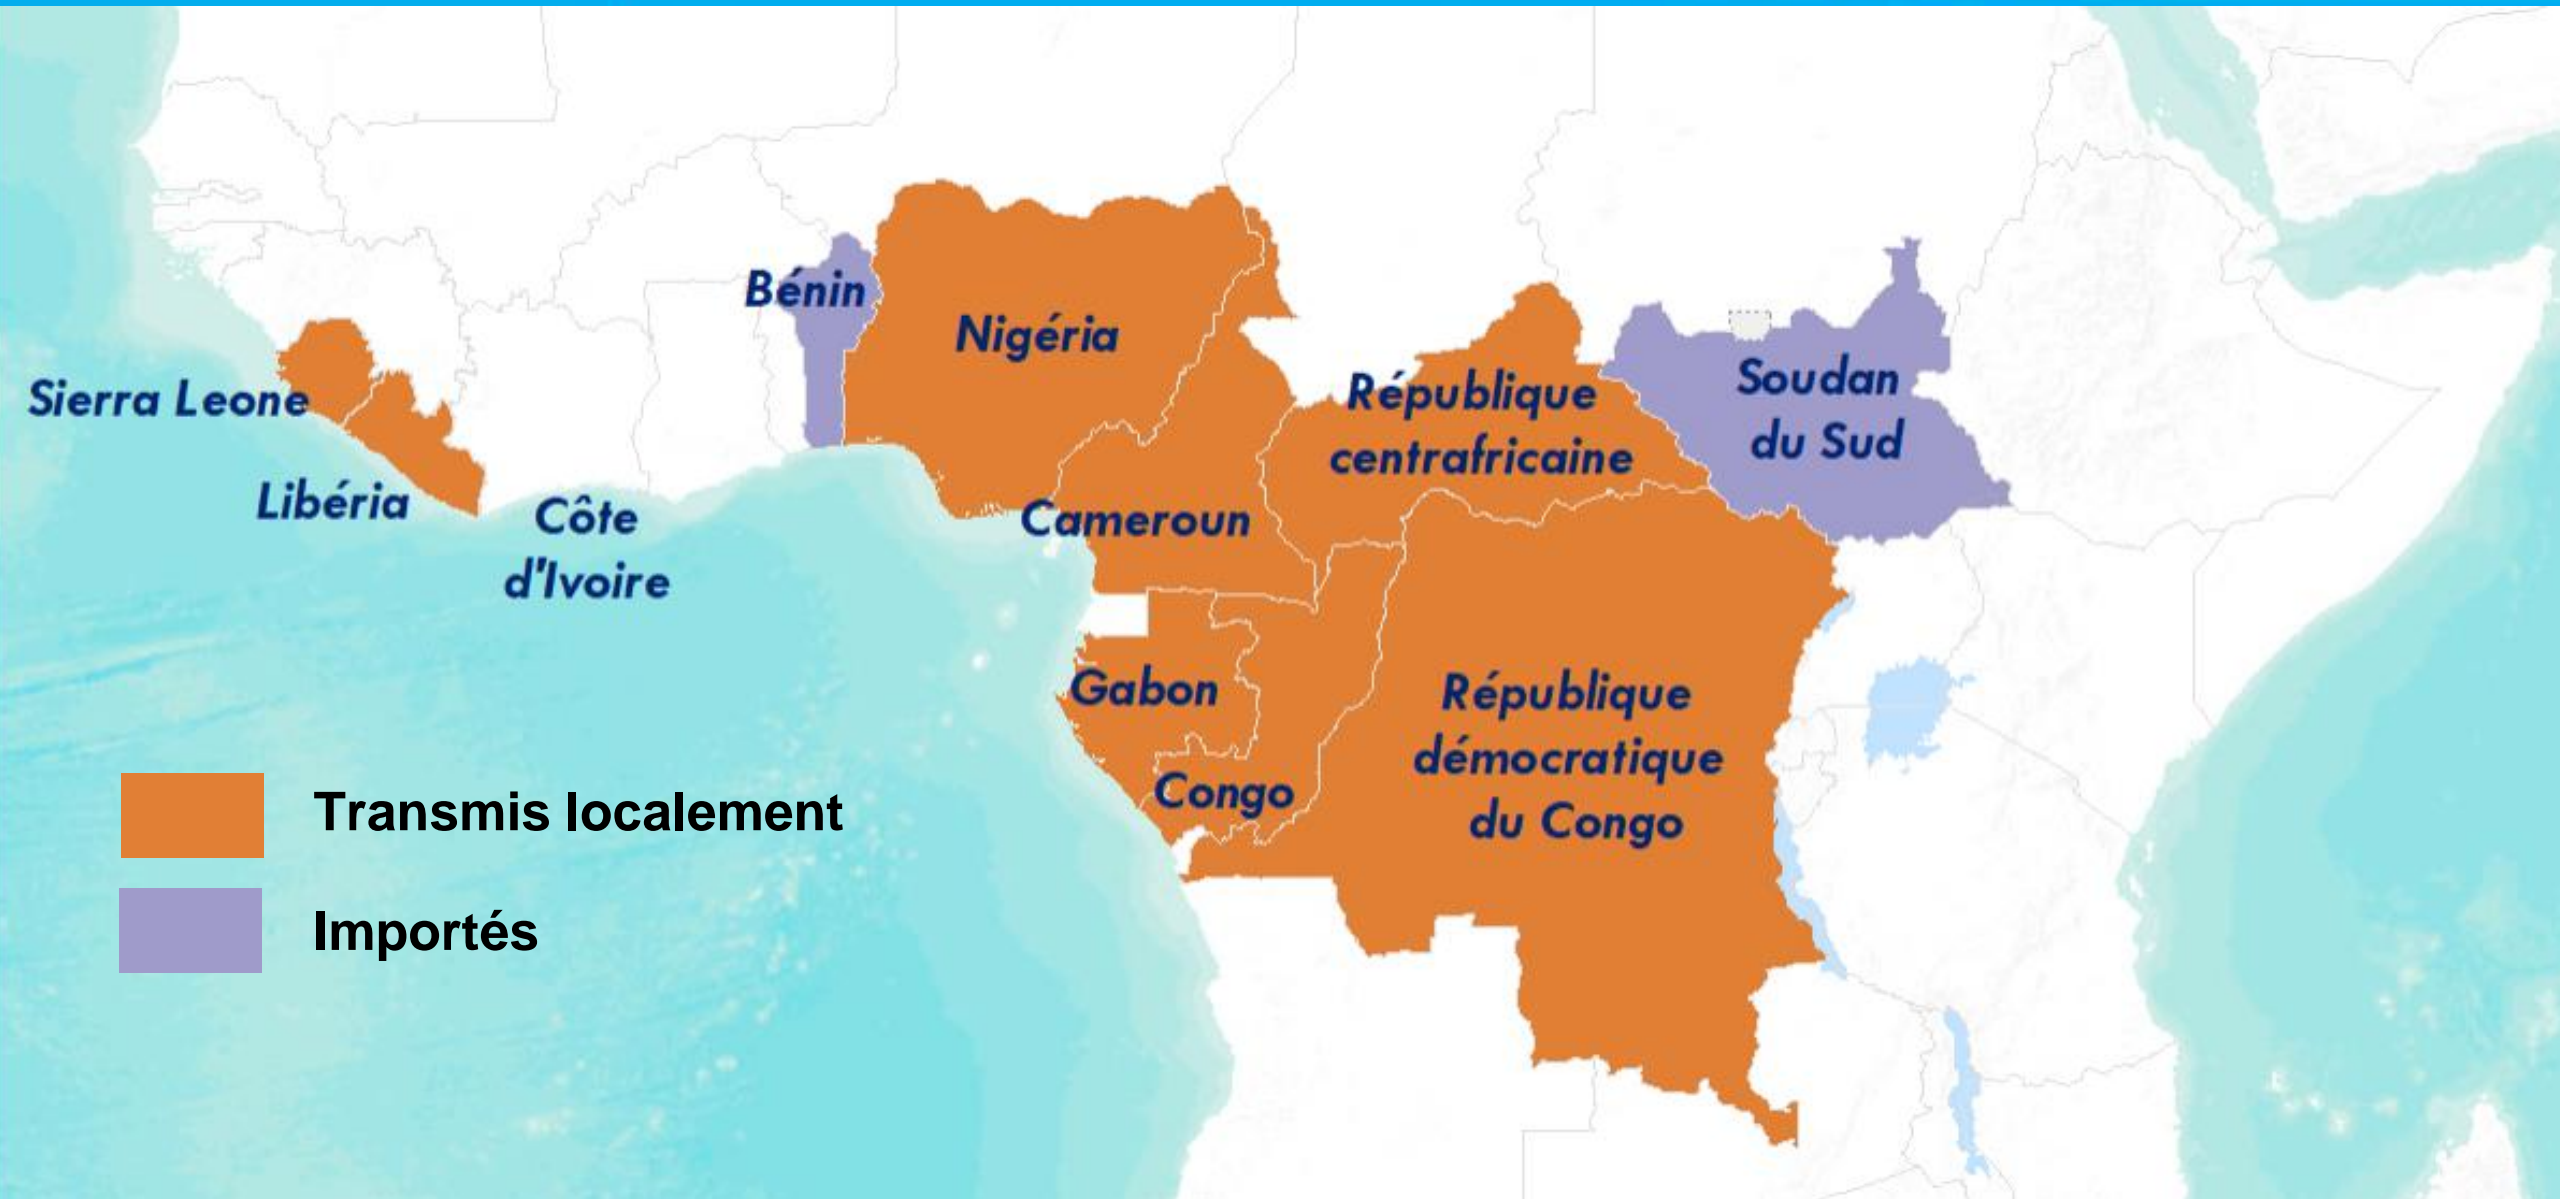 Bénin
Nigéria
Sierra Leone
Libéria
Côte
d'Ivoire
Cameroun
République
centrafricaine
Soudan
du Sud
Gabon
Congo
République
démocratique
du Congo
Transmis localement
Importés